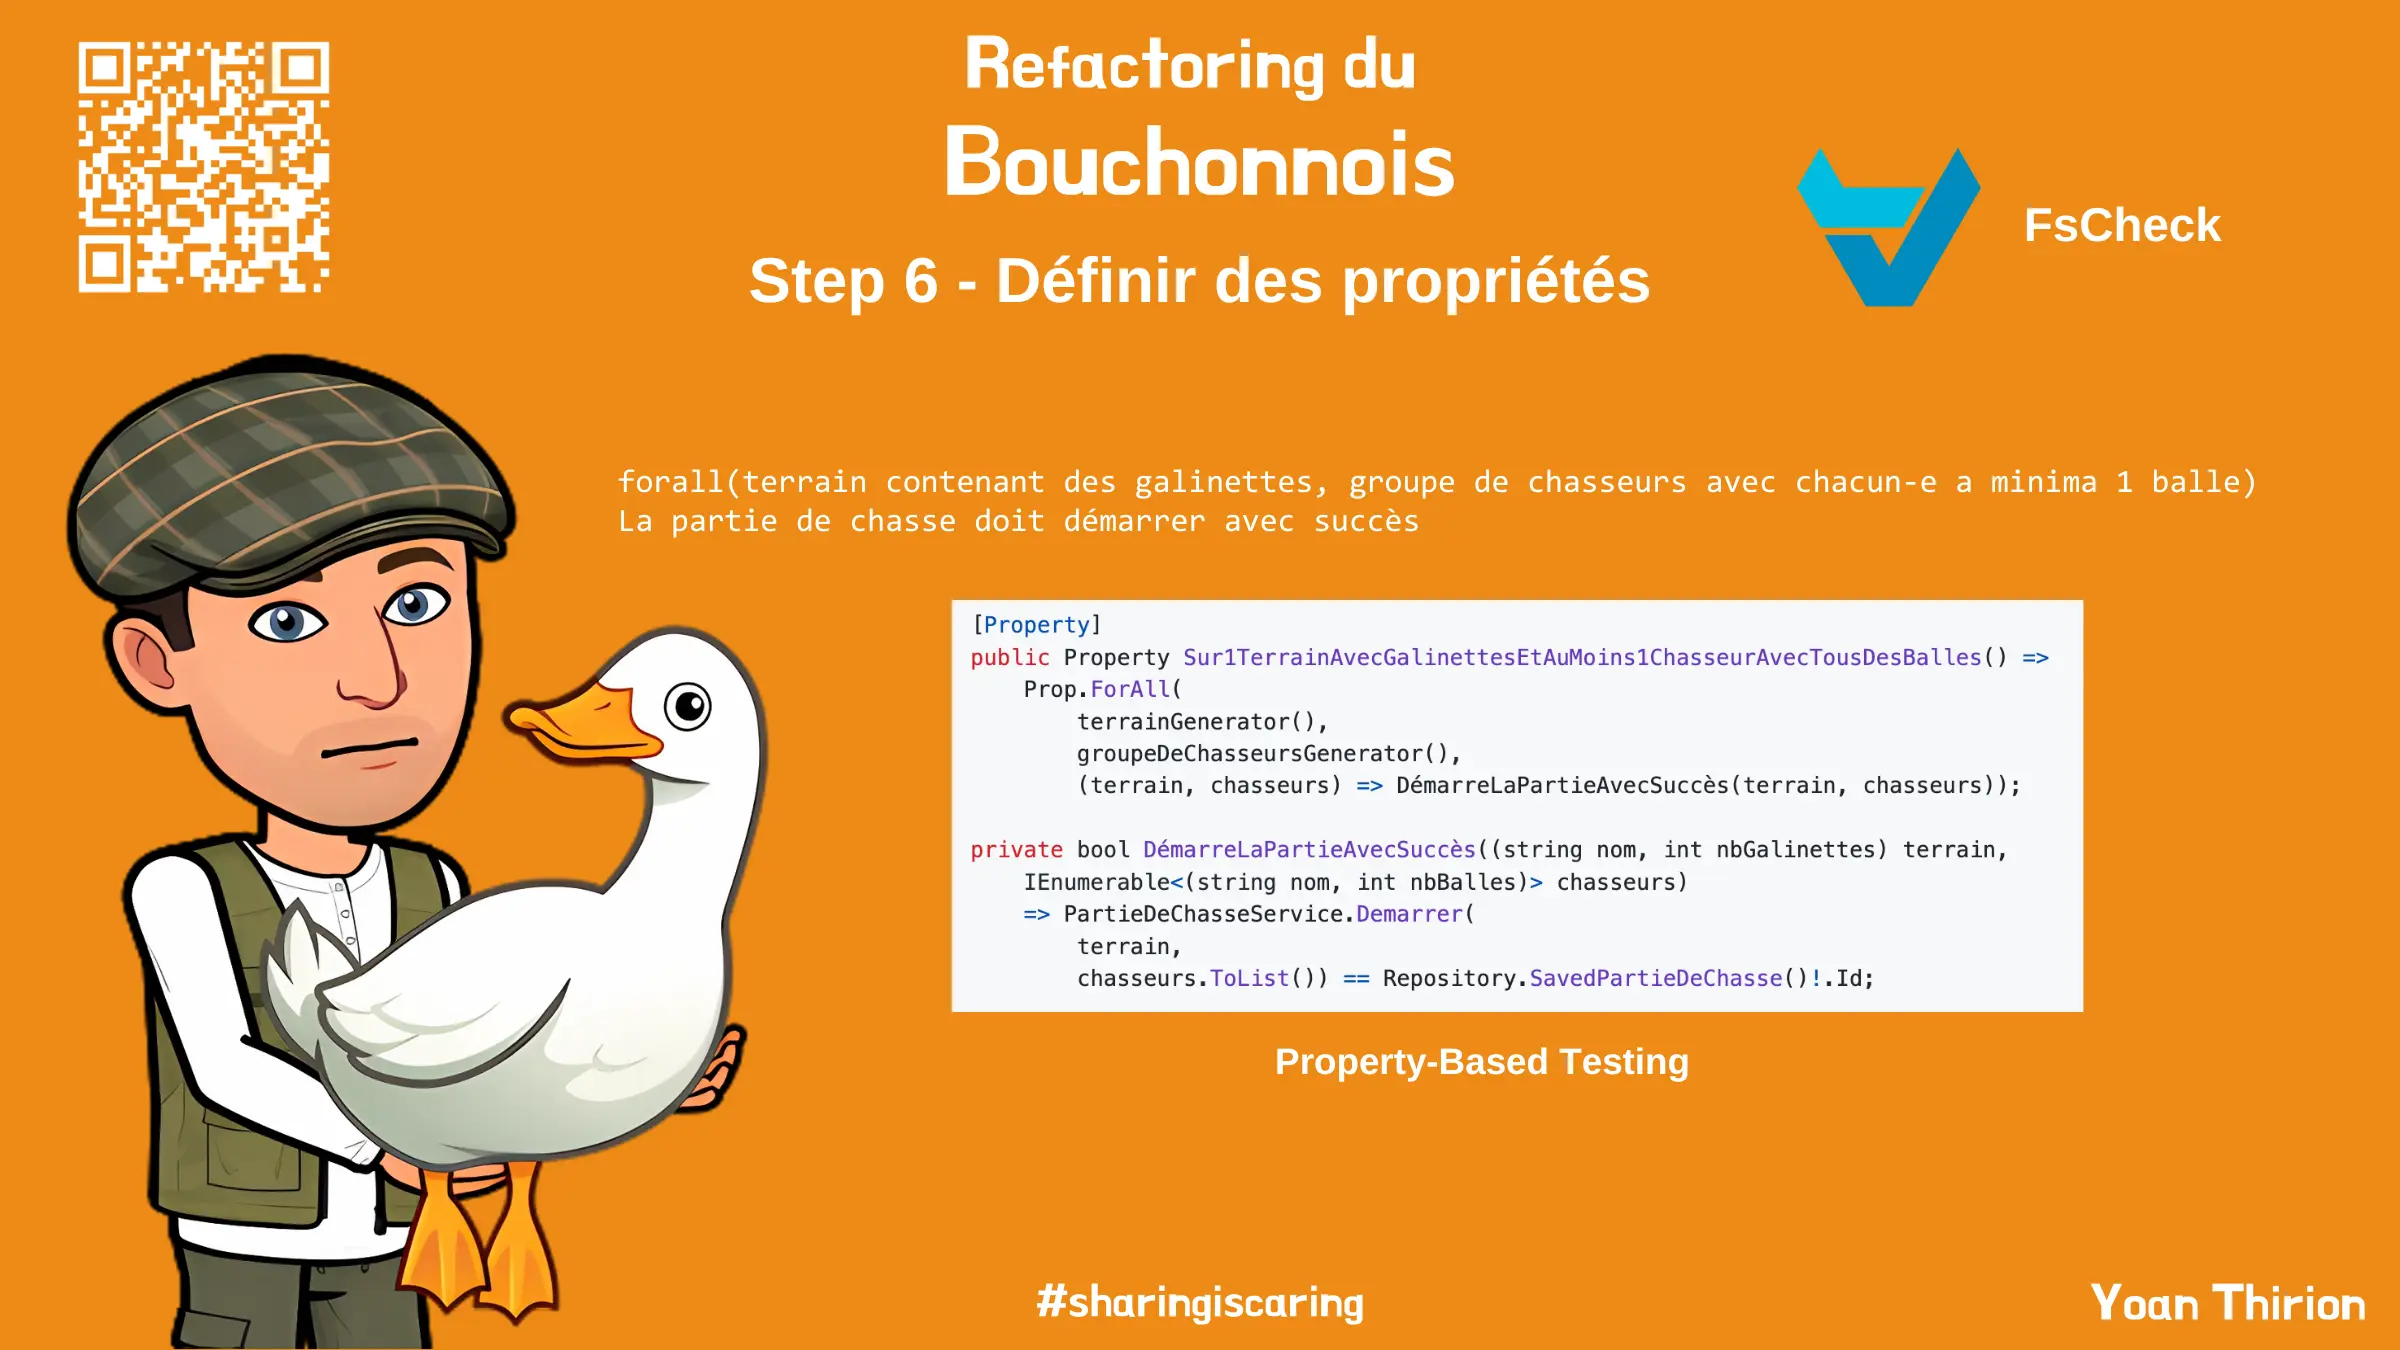 Refactoring du
Bouchonnois
Step 6 - Définir des propriétés
FsCheck
forall(terrain contenant des galinettes, groupe de chasseurs avec chacun-e a minima 1 balle)
La partie de chasse doit démarrer avec succès
[Property]
public Property Sur1TerrainAvecGalinettesEtAuMoins1ChasseurAvecTousDesBalles() =>
    Prop.ForAll(
        terrainGenerator(),
        groupeDeChasseursGenerator(),
        (terrain, chasseurs) => DémarreLaPartieAvecSuccès(terrain, chasseurs));
private bool DémarreLaPartieAvecSuccès((string nom, int nbGalinettes) terrain,
    IEnumerable<(string nom, int nbBalles)> chasseurs)
    => PartieDeChasseService.Demarrer(
        terrain,
        chasseurs.ToList()) == Repository.SavedPartieDeChasse()!.Id;
Property-Based Testing
#sharingiscaring
Yoan Thirion